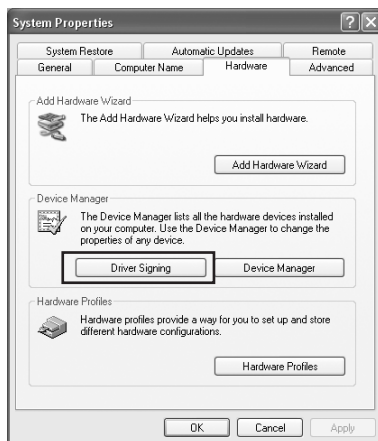 System Properties
System Restore Automatic Updates Remote
General Computer Name Hardware Advanced
Add Hardware Wizard
The Add Hardware Wizard helps you install hardware.
Add Hardware Wizard
Device Manager
The Device Manager lists all the hardware devices installed
on your computer. Use the Device Manager to change the
properties of any device.
Driver Signing Device Manager
Hardware Profiles
Hardware profiles provide a way for you to set up and store
different hardware configurations.
Hardware Profiles
OK Cancel Apply